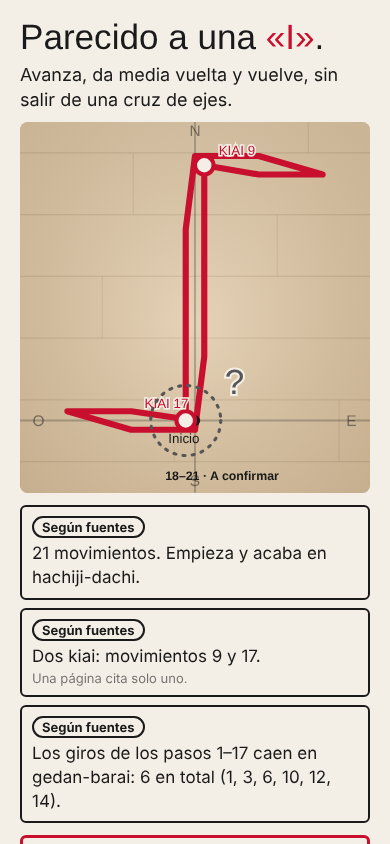 Parecido a una «I».
Avanza, da media vuelta y vuelve, sin
salir de una cruz de ejes.
N
KIAI 9
?
KIAI 17
O
E
Inicio
18–21 · A confirmar
S
Según fuentes
21 movimientos. Empieza y acaba en
hachiji-dachi.
Según fuentes
Dos kiai: movimientos 9 y 17.
Una página cita solo uno.
Según fuentes
Los giros de los pasos 1–17 caen en
gedan-barai: 6 en total (1, 3, 6, 10, 12,
14).